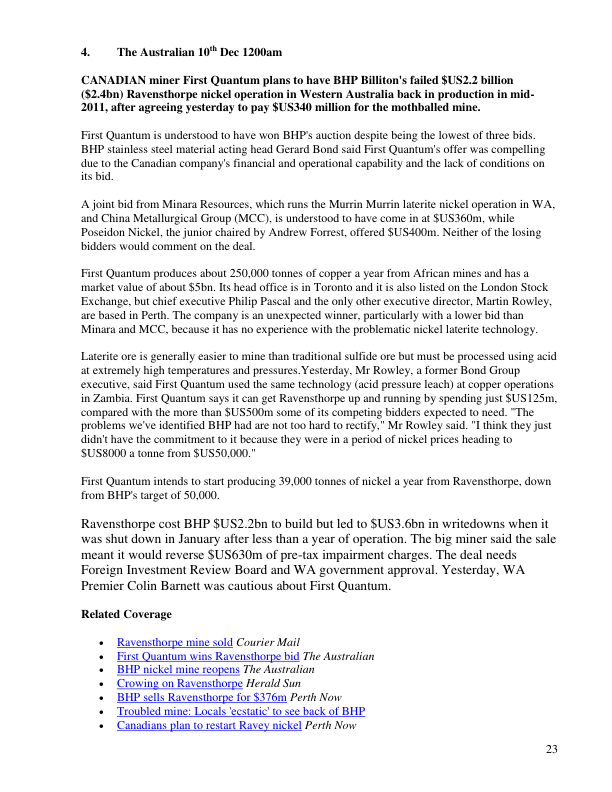 4. The Australian 10th Dec 1200am
CANADIAN miner First Quantum plans to have BHP Billiton's failed $US2.2 billion
($2.4bn) Ravensthorpe nickel operation in Western Australia back in production in mid-
2011, after agreeing yesterday to pay $US340 million for the mothballed mine.
First Quantum is understood to have won BHP's auction despite being the lowest of three bids.
BHP stainless steel material acting head Gerard Bond said First Quantum's offer was compelling
due to the Canadian company's financial and operational capability and the lack of conditions on
its bid.
A joint bid from Minara Resources, which runs the Murrin Murrin laterite nickel operation in WA,
and China Metallurgical Group (MCC), is understood to have come in at $US360m, while
Poseidon Nickel, the junior chaired by Andrew Forrest, offered $US400m. Neither of the losing
bidders would comment on the deal.
First Quantum produces about 250,000 tonnes of copper a year from African mines and has a
market value of about $5bn. Its head office is in Toronto and it is also listed on the London Stock
Exchange, but chief executive Philip Pascal and the only other executive director, Martin Rowley,
are based in Perth. The company is an unexpected winner, particularly with a lower bid than
Minara and MCC, because it has no experience with the problematic nickel laterite technology.
Laterite ore is generally easier to mine than traditional sulfide ore but must be processed using acid
at extremely high temperatures and pressures.Yesterday, Mr Rowley, a former Bond Group
executive, said First Quantum used the same technology (acid pressure leach) at copper operations
in Zambia. First Quantum says it can get Ravensthorpe up and running by spending just $US125m,
compared with the more than $US500m some of its competing bidders expected to need. "The
problems we've identified BHP had are not too hard to rectify," Mr Rowley said. "I think they just
didn't have the commitment to it because they were in a period of nickel prices heading to
$US8000 a tonne from $US50,000."
First Quantum intends to start producing 39,000 tonnes of nickel a year from Ravensthorpe, down
from BHP's target of 50,000.
Ravensthorpe cost BHP $US2.2bn to build but led to $US3.6bn in writedowns when it
was shut down in January after less than a year of operation. The big miner said the sale
meant it would reverse $US630m of pre-tax impairment charges. The deal needs
Foreign Investment Review Board and WA government approval. Yesterday, WA
Premier Colin Barnett was cautious about First Quantum.
Related Coverage
• Ravensthorpe mine sold Courier Mail
• First Quantum wins Ravensthorpe bid The Australian
• BHP nickel mine reopens The Australian
• Crowing on Ravensthorpe Herald Sun
• BHP sells Ravensthorpe for $376m Perth Now
• Troubled mine: Locals 'ecstatic' to see back of BHP
• Canadians plan to restart Ravey nickel Perth Now
23